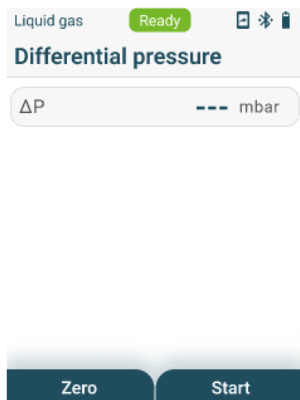 Liquid gas Ready
Differential pressure
ΔP --- mbar
Zero Start